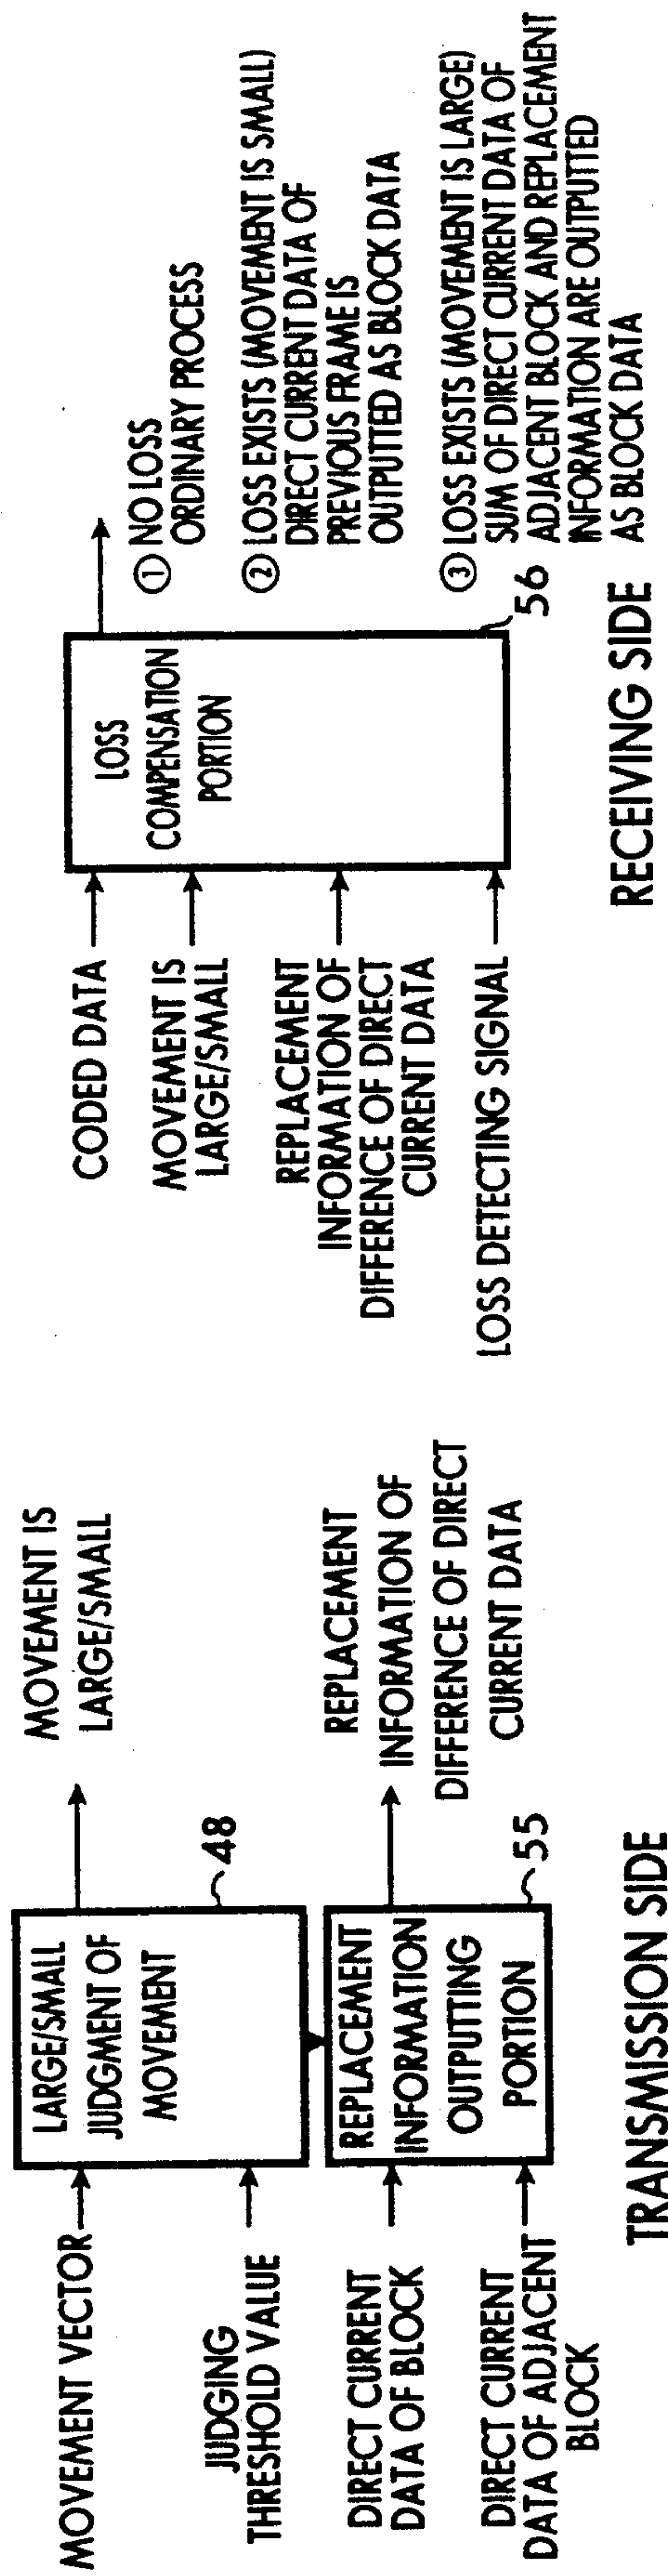 MOVEMENT VECTOR
JUDGING
THRESHOLD VALUE
LARGE/SMALL
JUDGMENT OF
MOVEMENT
48
MOVEMENT IS
LARGE/SMALL
DIRECT CURRENT
DATA OF BLOCK
DIRECT CURRENT
DATA OF ADJACENT
BLOCK
REPLACEMENT
INFORMATION
OUTPUTTING
PORTION
55
REPLACEMENT
INFORMATION OF
DIFFERENCE OF DIRECT
CURRENT DATA
TRANSMISSION SIDE
CODED DATA
MOVEMENT IS
LARGE/SMALL
REPLACEMENT
INFORMATION OF
DIFFERENCE OF DIRECT
CURRENT DATA
LOSS DETECTING SIGNAL
LOSS
COMPENSATION
PORTION
56
① NO LOSS
ORDINARY PROCESS
② LOSS EXISTS (MOVEMENT IS SMALL)
DIRECT CURRENT DATA OF
PREVIOUS FRAME IS
OUTPUTTED AS BLOCK DATA
③ LOSS EXISTS (MOVEMENT IS LARGE)
SUM OF DIRECT CURRENT DATA OF
ADJACENT BLOCK AND REPLACEMENT
INFORMATION ARE OUTPUTTED
AS BLOCK DATA
RECEIVING SIDE